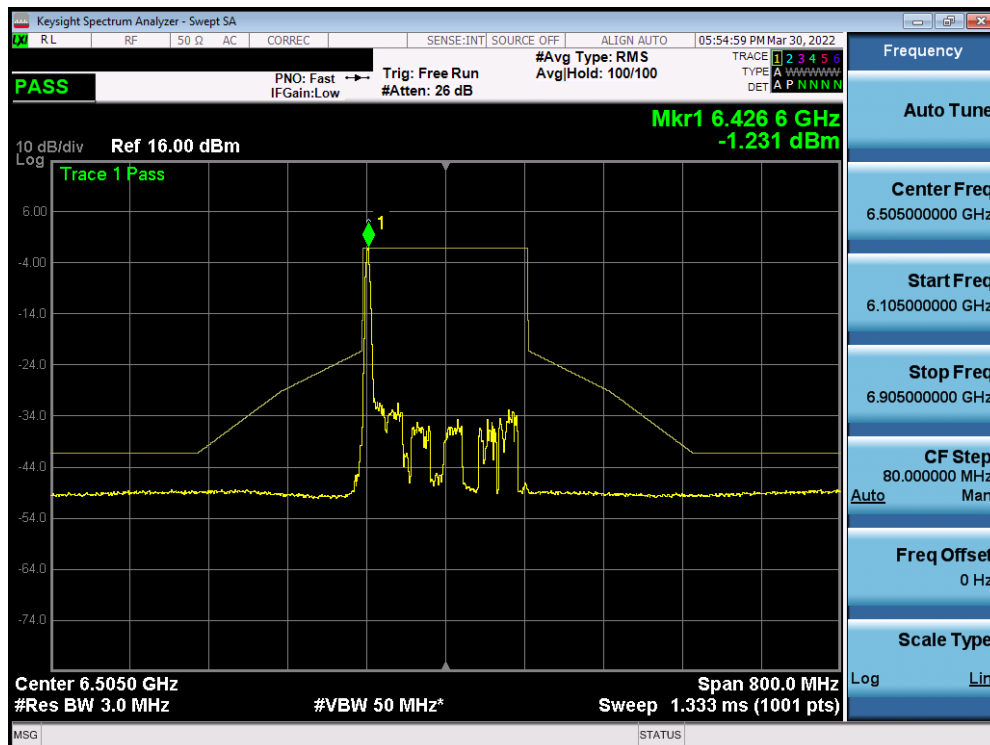 Keysight Spectrum Analyzer - Swept SA
LXI RL RF 50 Ω AC CORREC SENSE:INT SOURCE OFF ALIGN AUTO 05:54:59 PM Mar 30, 2022
PASS
PNO: Fast
IFGain:Low
Trig: Free Run
#Atten: 26 dB
#Avg Type: RMS
Avg|Hold: 100/100
TRACE 1 2 3 4 5 6
TYPE A WWWWW
DET A P N N N N
Frequency
Mkr1 6.426 6 GHz
-1.231 dBm
10 dB/div Ref 16.00 dBm
Log
Trace 1 Pass
1
6.00
-4.00
-14.0
-24.0
-34.0
-44.0
-54.0
-64.0
-74.0
Center 6.5050 GHz
Span 800.0 MHz
#Res BW 3.0 MHz
#VBW 50 MHz*
Sweep 1.333 ms (1001 pts)
Auto Tune
Center Freq
6.505000000 GHz
Start Freq
6.105000000 GHz
Stop Freq
6.905000000 GHz
CF Step
80.000000 MHz
Auto Man
Freq Offset
0 Hz
Scale Type
Log Lin
MSG STATUS